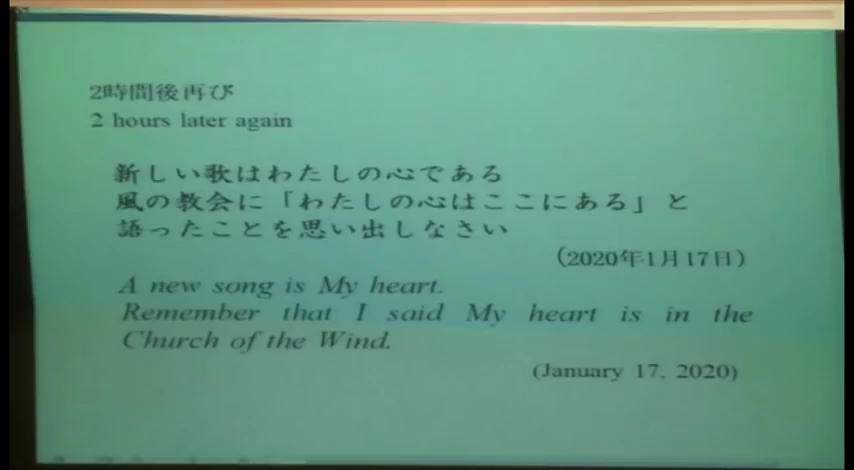 2時間後再び
2 hours later again
新しい歌はわたしの心である
風の教会に「わたしの心はここにある」と
語ったことを思い出しなさい
(2020年1月17日)
A new song is My heart.
Remember that I said My heart is in the
Church of the Wind.
(January 17, 2020)